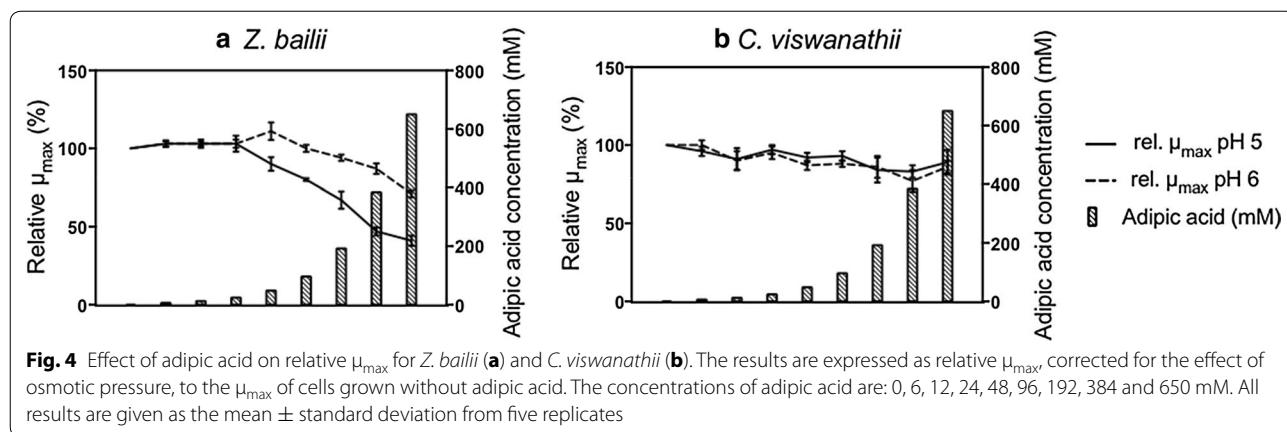 a Z. bailii
b C. viswanathii
Relative μmax (%)
150
100
50
0
800
600
400
200
0
Adipic acid concentration (mM)
Relative μmax (%)
150
100
50
0
800
600
400
200
0
Adipic acid concentration (mM)
rel. μmax pH 5
rel. μmax pH 6
Adipic acid (mM)
Fig. 4 Effect of adipic acid on relative μmax for Z. bailii (a) and C. viswanathii (b). The results are expressed as relative μmax, corrected for the effect of
osmotic pressure, to the μmax of cells grown without adipic acid. The concentrations of adipic acid are: 0, 6, 12, 24, 48, 96, 192, 384 and 650 mM. All
results are given as the mean ± standard deviation from five replicates